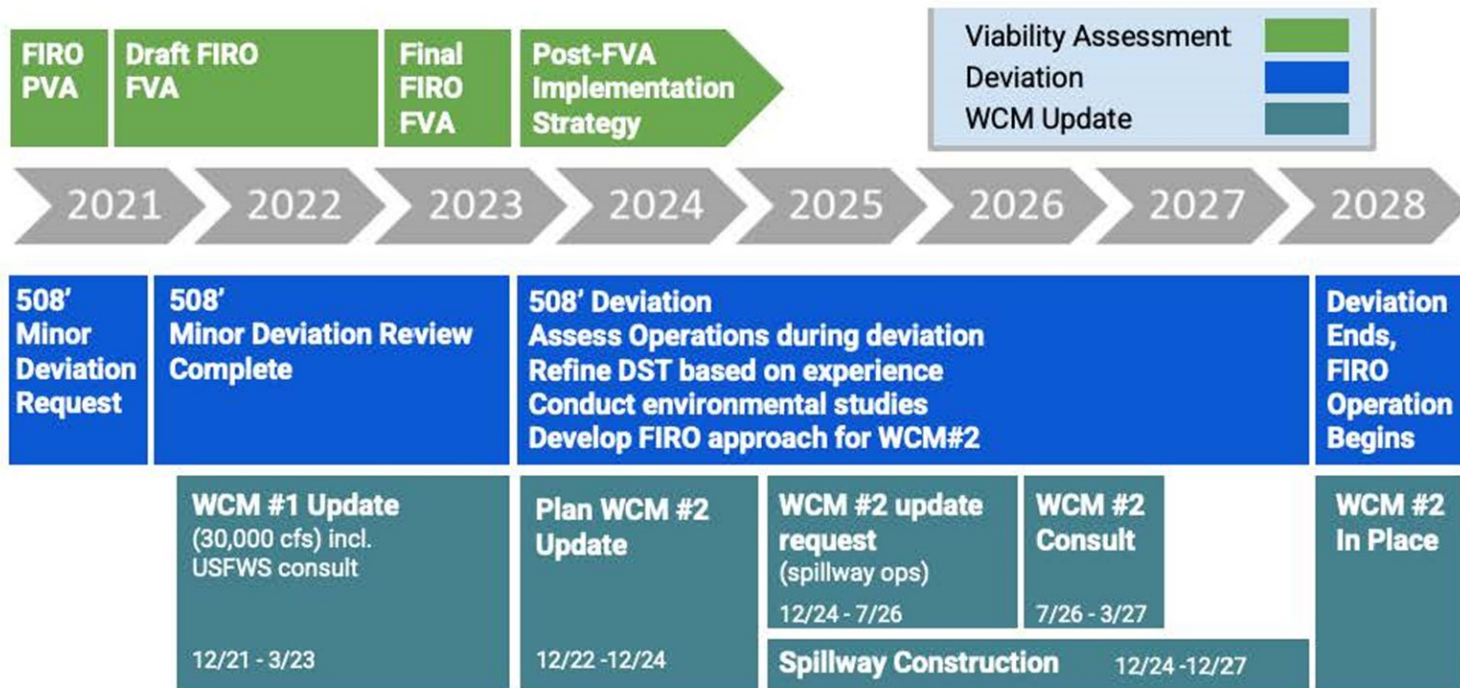 FIRO
PVA
Draft FIRO
FVA
Final
FIRO
FVA
Post-FVA
Implementation
Strategy
Viability Assessment
Deviation
WCM Update
2021
2022
2023
2024
2025
2026
2027
2028
508'
Minor
Deviation
Request
508'
Minor Deviation Review
Complete
508' Deviation
Assess Operations during deviation
Refine DST based on experience
Conduct environmental studies
Develop FIRO approach for WCM#2
Deviation
Ends,
FIRO
Operation
Begins
WCM #1 Update
(30,000 cfs) incl.
USFWS consult
12/21 - 3/23
Plan WCM #2
Update
12/22 -12/24
WCM #2 update
request
(spillway ops)
12/24 - 7/26
WCM #2
Consult
7/26 - 3/27
Spillway Construction 12/24 -12/27
WCM #2
In Place